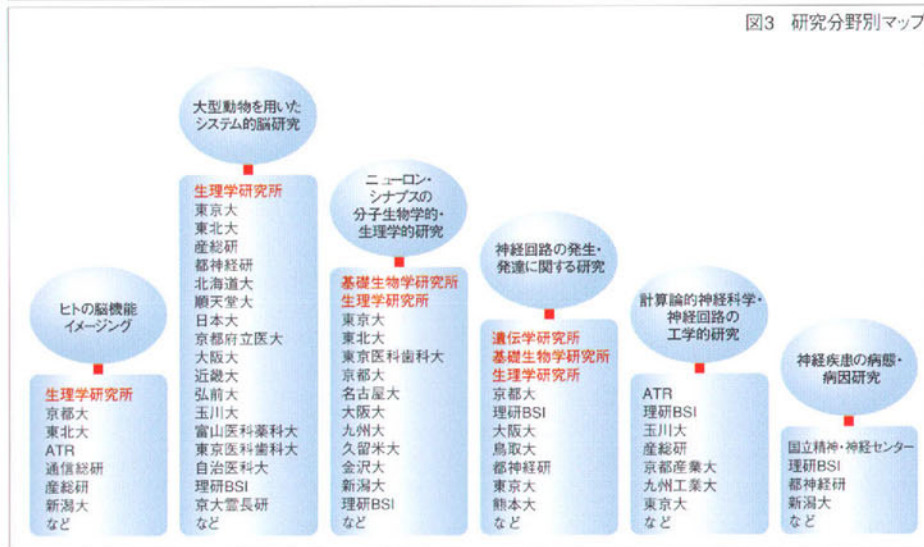 図3 研究分野別マップ
ヒトの脳機能
イメージング
生理学研究所
京都大
東北大
ATR
通信総研
産総研
新潟大
など
大型動物を用いた
システム的脳研究
生理学研究所
東京大
東北大
産総研
都神経研
北海道大
順天堂大
日本大
京都府立医大
大阪大
近畿大
弘前大
玉川大
富山医科薬科大
東京医科歯科大
自治医科大
理研BSI
京大霊長研
など
ニューロン・
シナプスの
分子生物学的・
生理学的研究
基礎生物学研究所
生理学研究所
東京大
東北大
東京医科歯科大
京都大
名古屋大
大阪大
九州大
久留米大
金沢大
新潟大
理研BSI
など
神経回路の発生・
発達に関する研究
遺伝学研究所
基礎生物学研究所
生理学研究所
京都大
理研BSI
大阪大
鳥取大
都神経研
東京大
熊本大
など
計算論的神経科学・
神経回路の
工学的研究
ATR
理研BSI
玉川大
産総研
京都産業大
九州工業大
東京大
など
神経疾患の病態・
病因研究
国立精神・神経センター
理研BSI
都神経研
新潟大
など